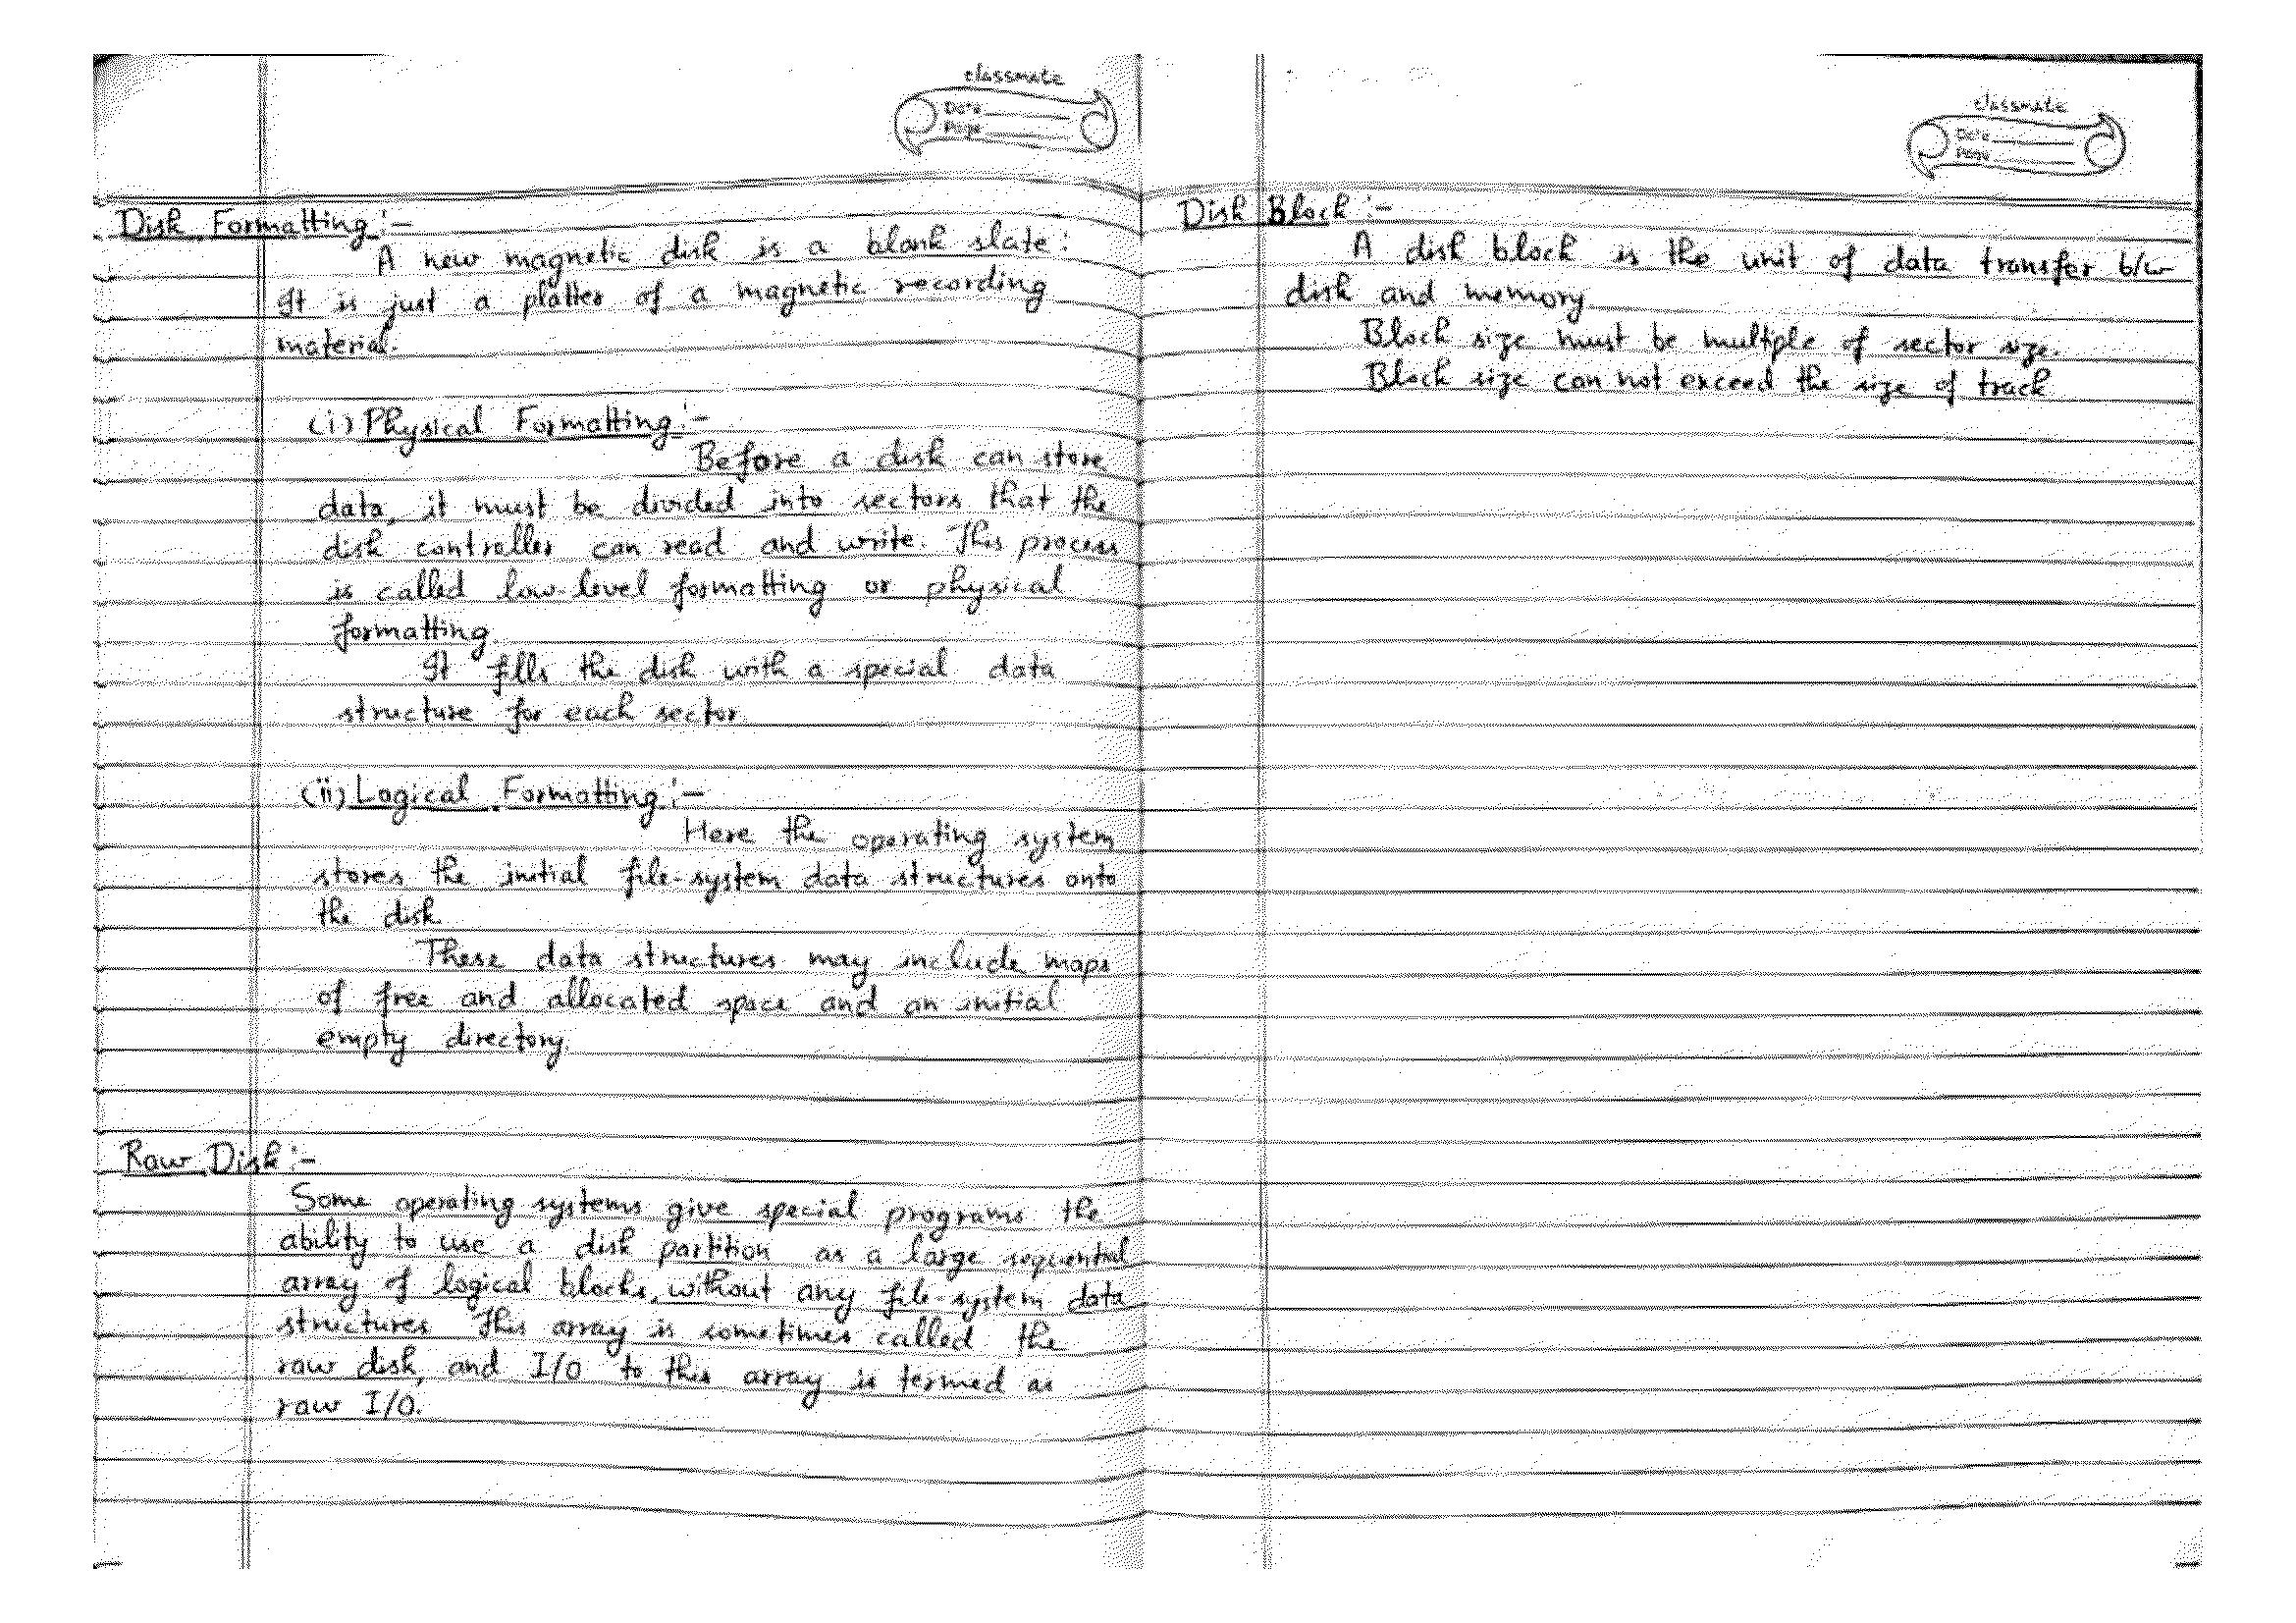 classmate
Date
Page
Disk Formatting :-
A new magnetic disk is a blank slate:
It is just a platter of a magnetic recording
material.
(i) Physical Formatting :-
Before a disk can store
data, it must be divided into sectors that the
disk controller can read and write. This process
is called low-level formatting or physical
formatting.
It fills the disk with a special data
structure for each sector.
(ii) Logical Formatting :-
Here the operating system
stores the initial file-system data structures onto
the disk.
These data structures may include maps
of free and allocated space and an initial
empty directory.
Raw Disk :-
Some operating systems give special programs the
ability to use a disk partition as a large sequential
array of logical blocks, without any file-system data
structures. This array is sometimes called the
raw disk, and I/O to this array is termed as
raw I/O.
classmate
Date
Page
Disk Block :-
A disk block is the unit of data transfer b/w
disk and memory.
Block size must be multple of sector size.
Block size can not exceed the size of track